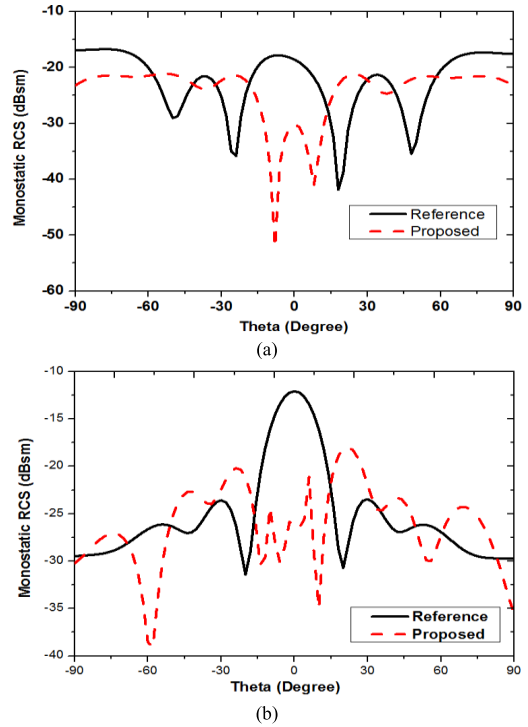 -10
-20
-30
-40
-50
-60
Monostatic RCS (dBsm)
Reference
Proposed
-90 -60 -30 0 30 60 90
Theta (Degree)
(a)
-10
-15
-20
-25
-30
-35
-40
Monostatic RCS (dBsm)
Reference
Proposed
-90 -60 -30 0 30 60 90
Theta (Degree)
(b)